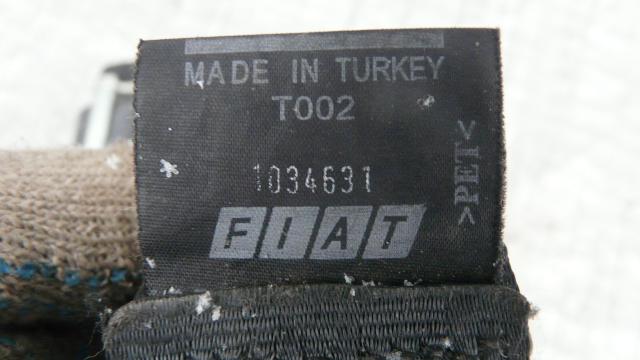 MADE IN TURKEY
T002
1034631
FIAT
>PET<